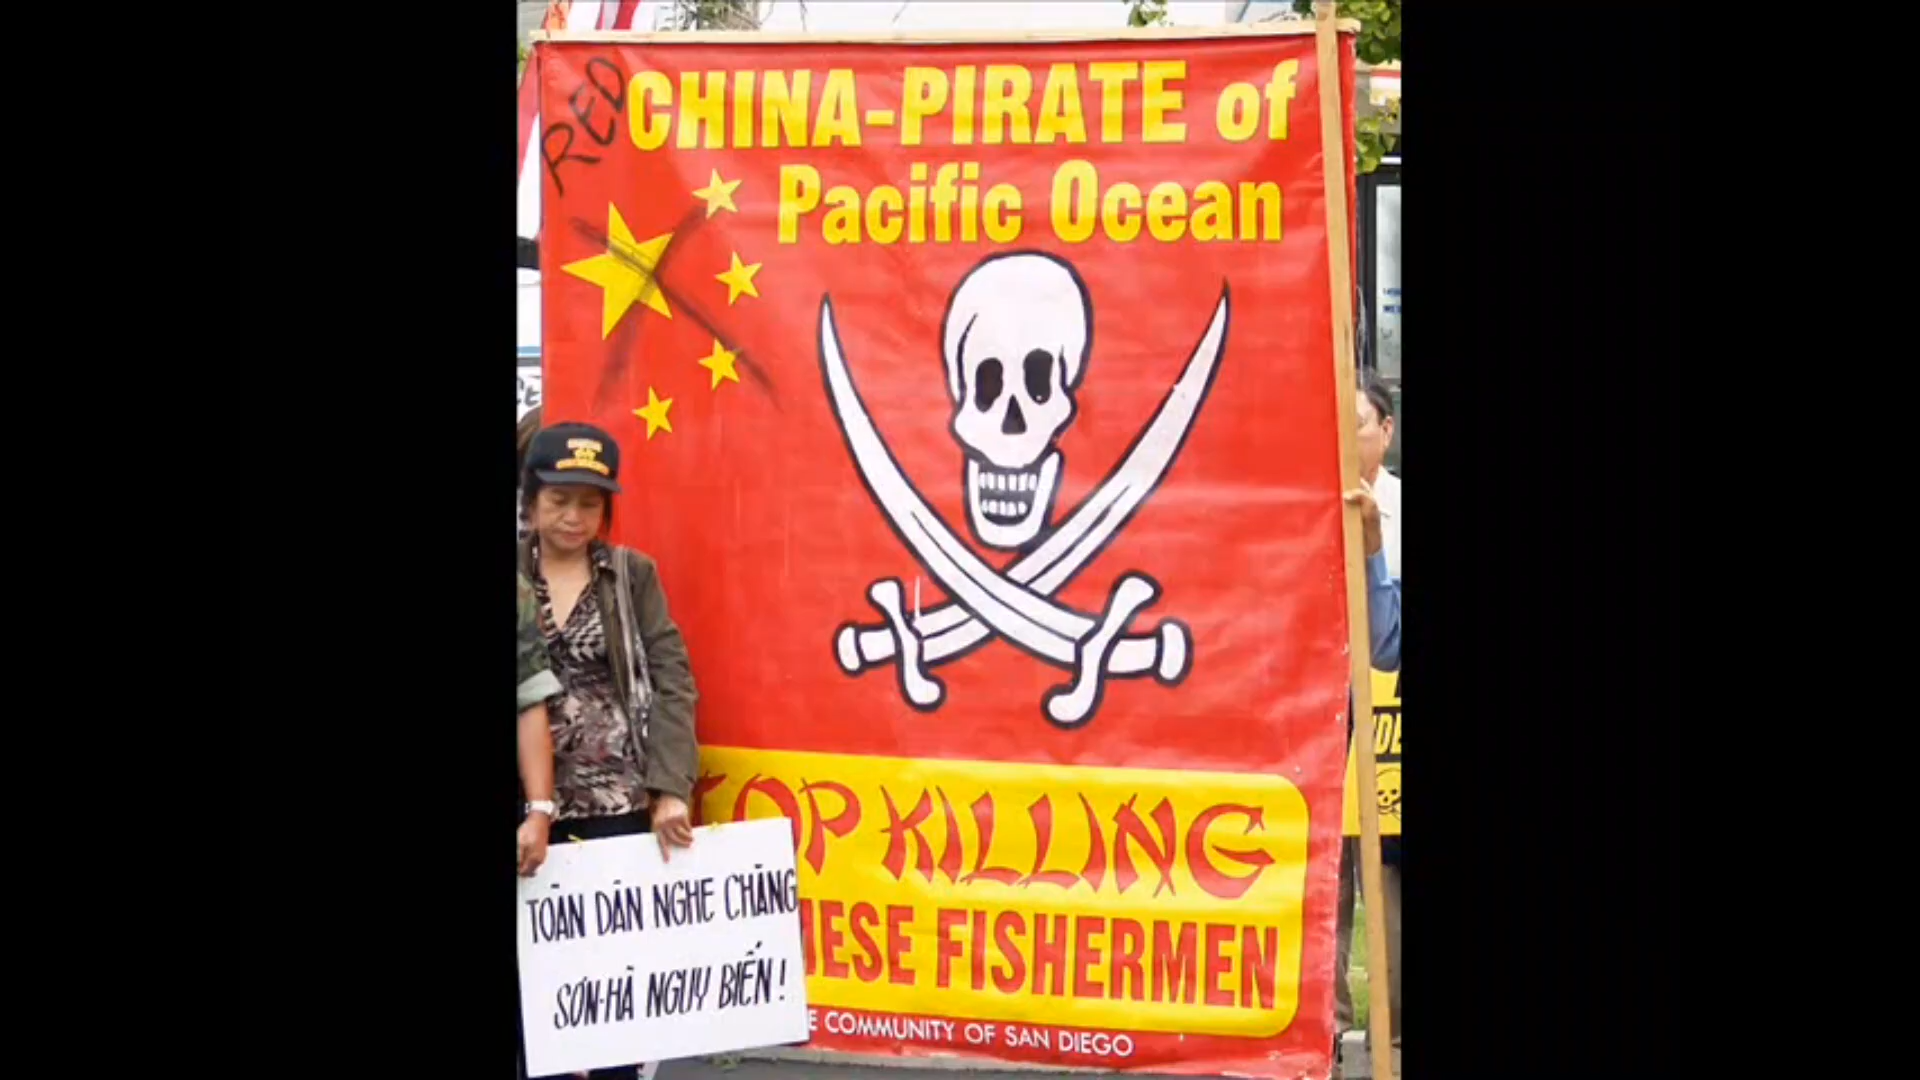 RED
CHINA-PIRATE of
Pacific Ocean
KILLING
FISHERMEN
COMMUNITY OF SAN DIEGO
TOÀN DÂN NGHE CHĂNG
SƠN-HÀ NGUY BIẾN!